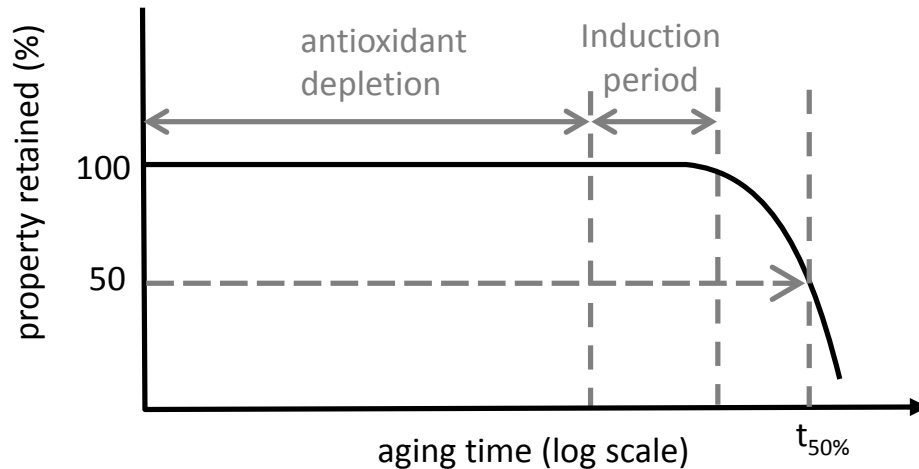 property retained (%)
antioxidant
depletion
Induction
period
100
50
aging time (log scale)
t50%